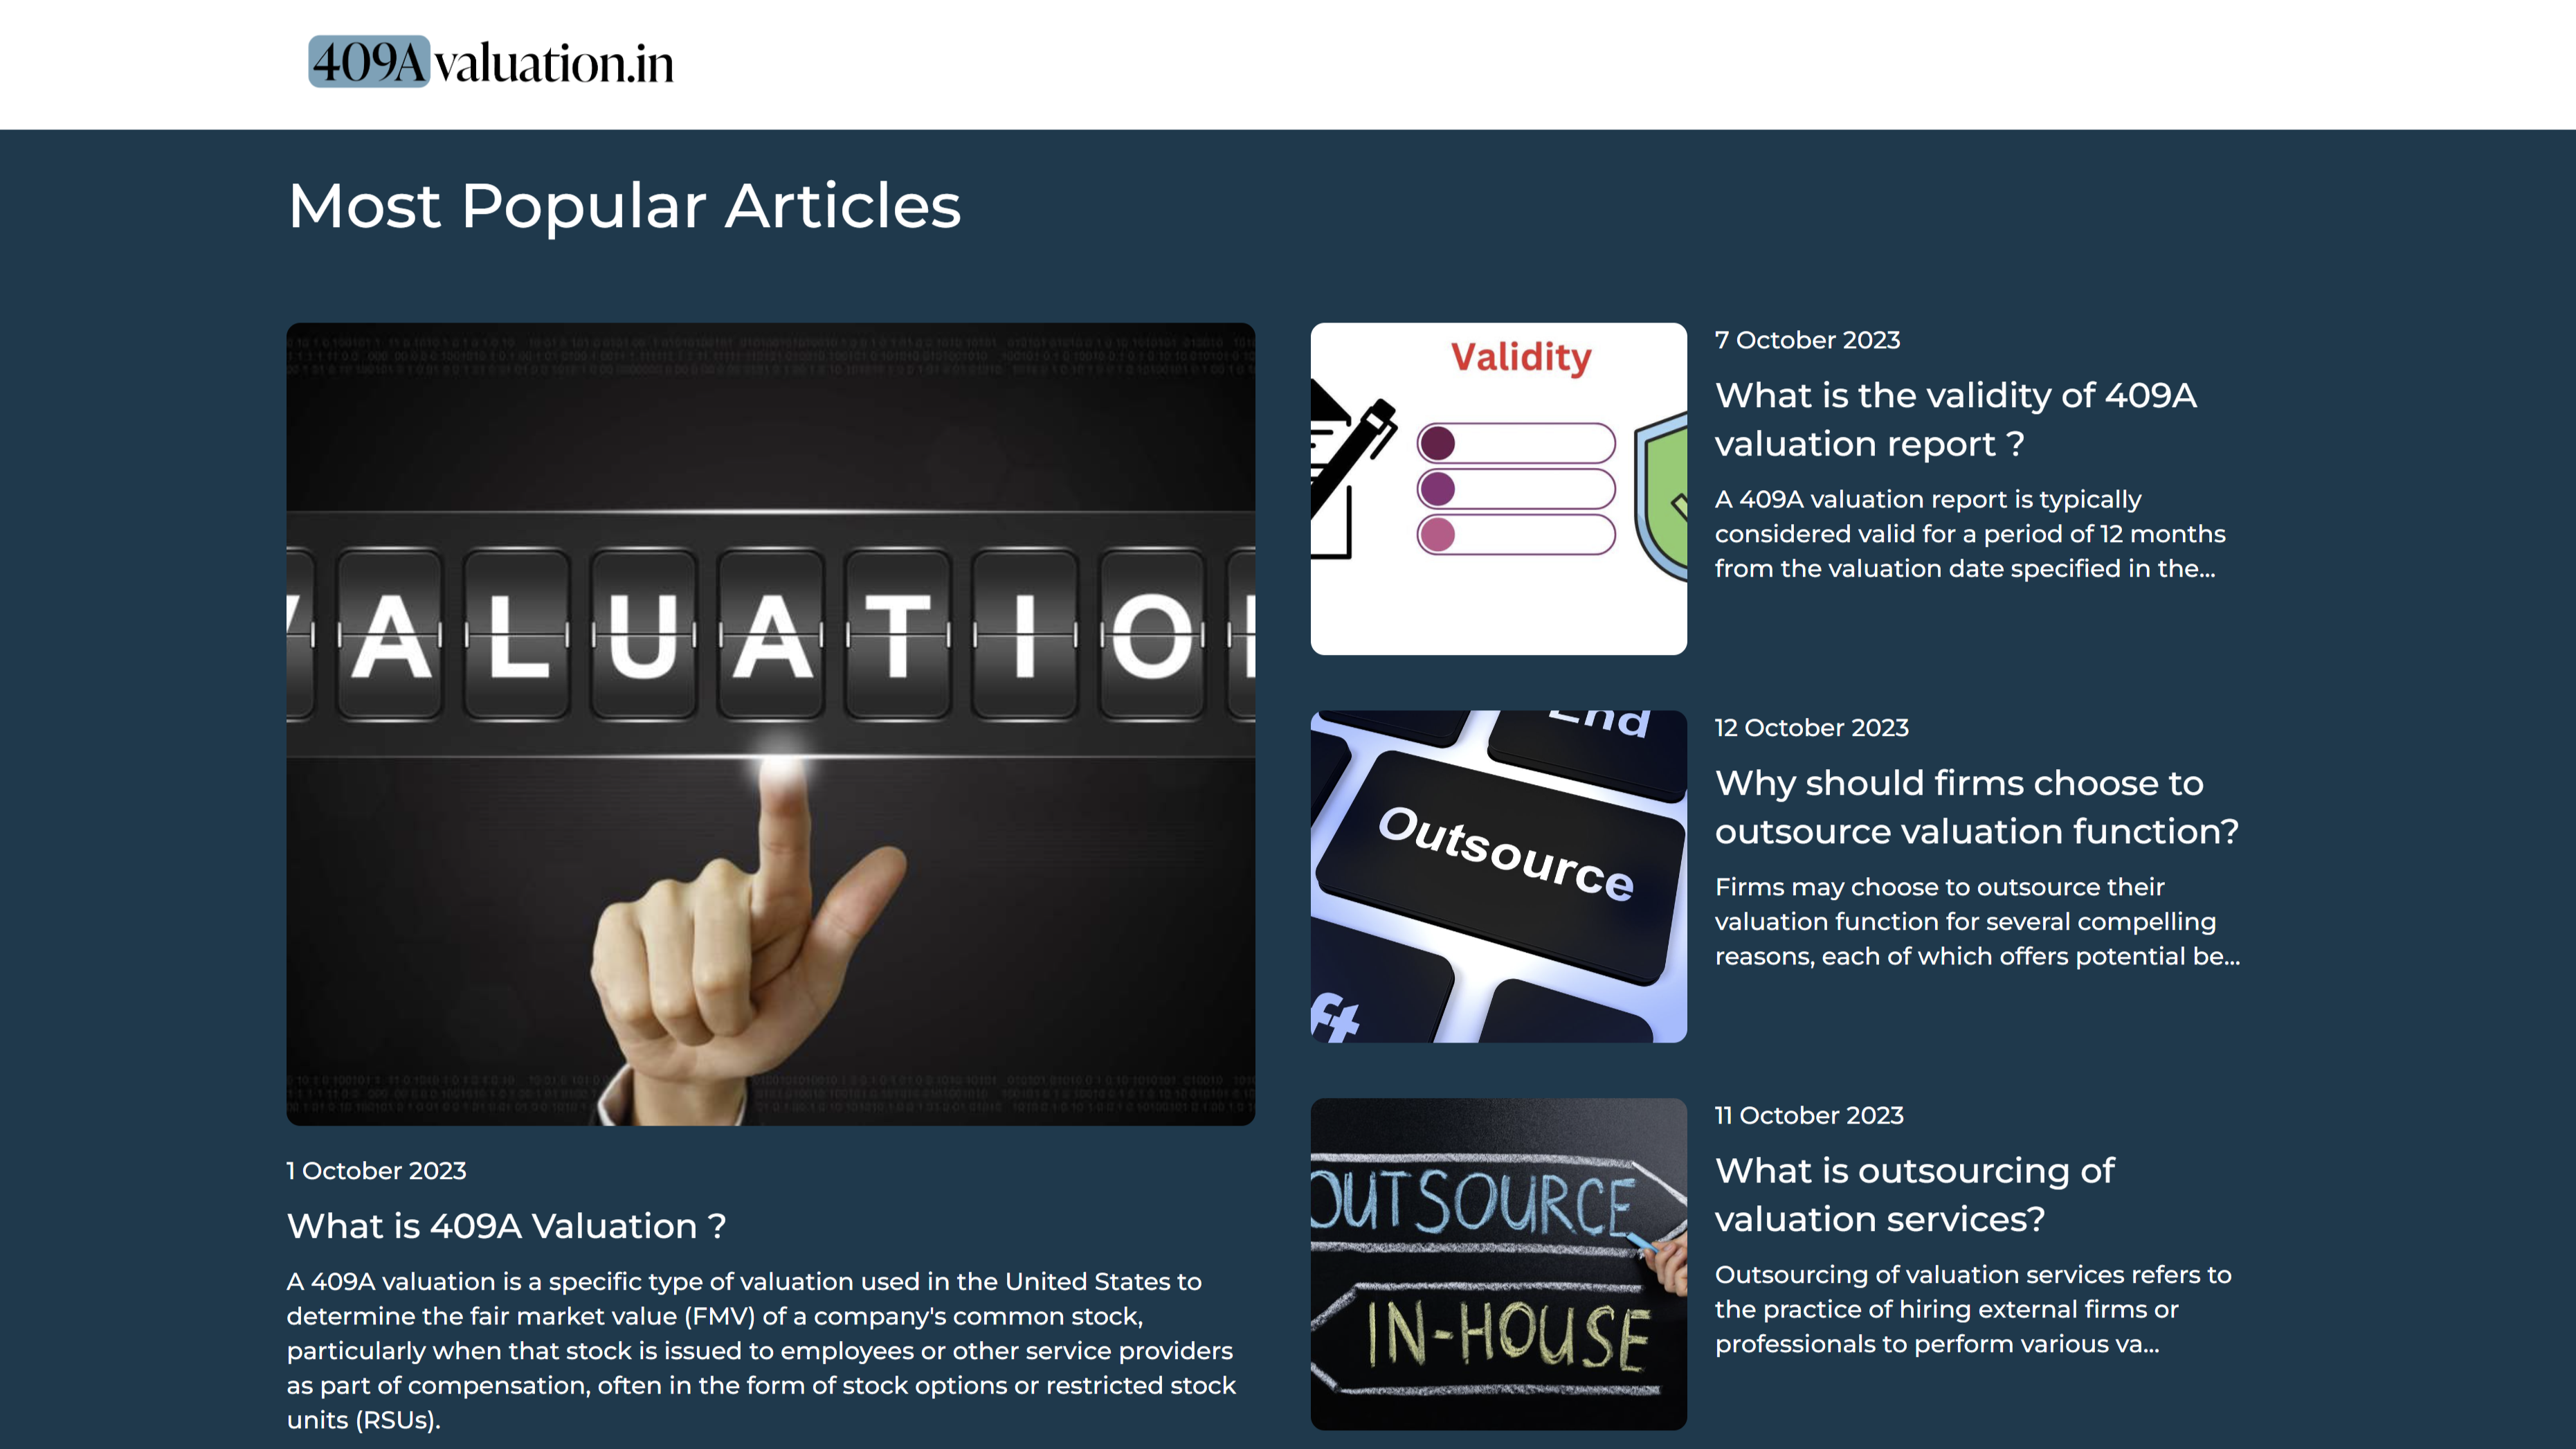 409A valuation.in
Most Popular Articles
VALUATION
1 October 2023
What is 409A Valuation ?
A 409A valuation is a specific type of valuation used in the United States to
determine the fair market value (FMV) of a company's common stock,
particularly when that stock is issued to employees or other service providers
as part of compensation, often in the form of stock options or restricted stock
units (RSUs).
Validity
7 October 2023
What is the validity of 409A
valuation report ?
A 409A valuation report is typically
considered valid for a period of 12 months
from the valuation date specified in the...
End
Outsource
ft
12 October 2023
Why should firms choose to
outsource valuation function?
Firms may choose to outsource their
valuation function for several compelling
reasons, each of which offers potential be...
OUTSOURCE
IN-HOUSE
11 October 2023
What is outsourcing of
valuation services?
Outsourcing of valuation services refers to
the practice of hiring external firms or
professionals to perform various va...